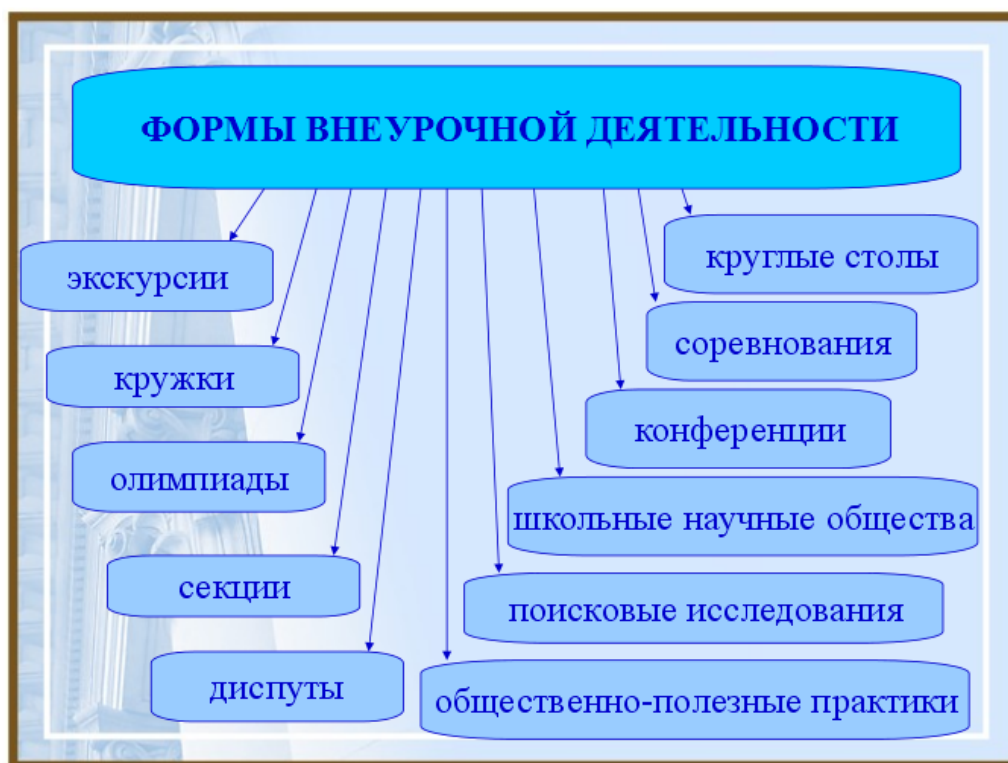 ФОРМЫ ВНЕУРОЧНОЙ ДЕЯТЕЛЬНОСТИ
экскурсии
кружки
олимпиады
секции
диспуты
круглые столы
соревнования
конференции
школьные научные общества
поисковые исследования
общественно-полезные практики